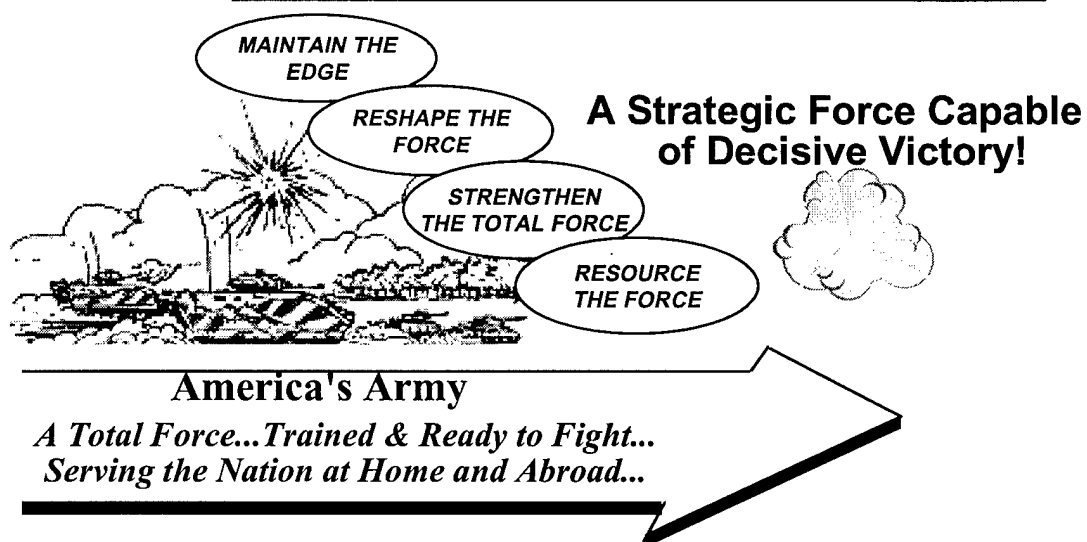 MAINTAIN THE
EDGE
RESHAPE THE
FORCE
STRENGTHEN
THE TOTAL FORCE
RESOURCE
THE FORCE
A Strategic Force Capable
of Decisive Victory!
America's Army
A Total Force...Trained & Ready to Fight...
Serving the Nation at Home and Abroad...